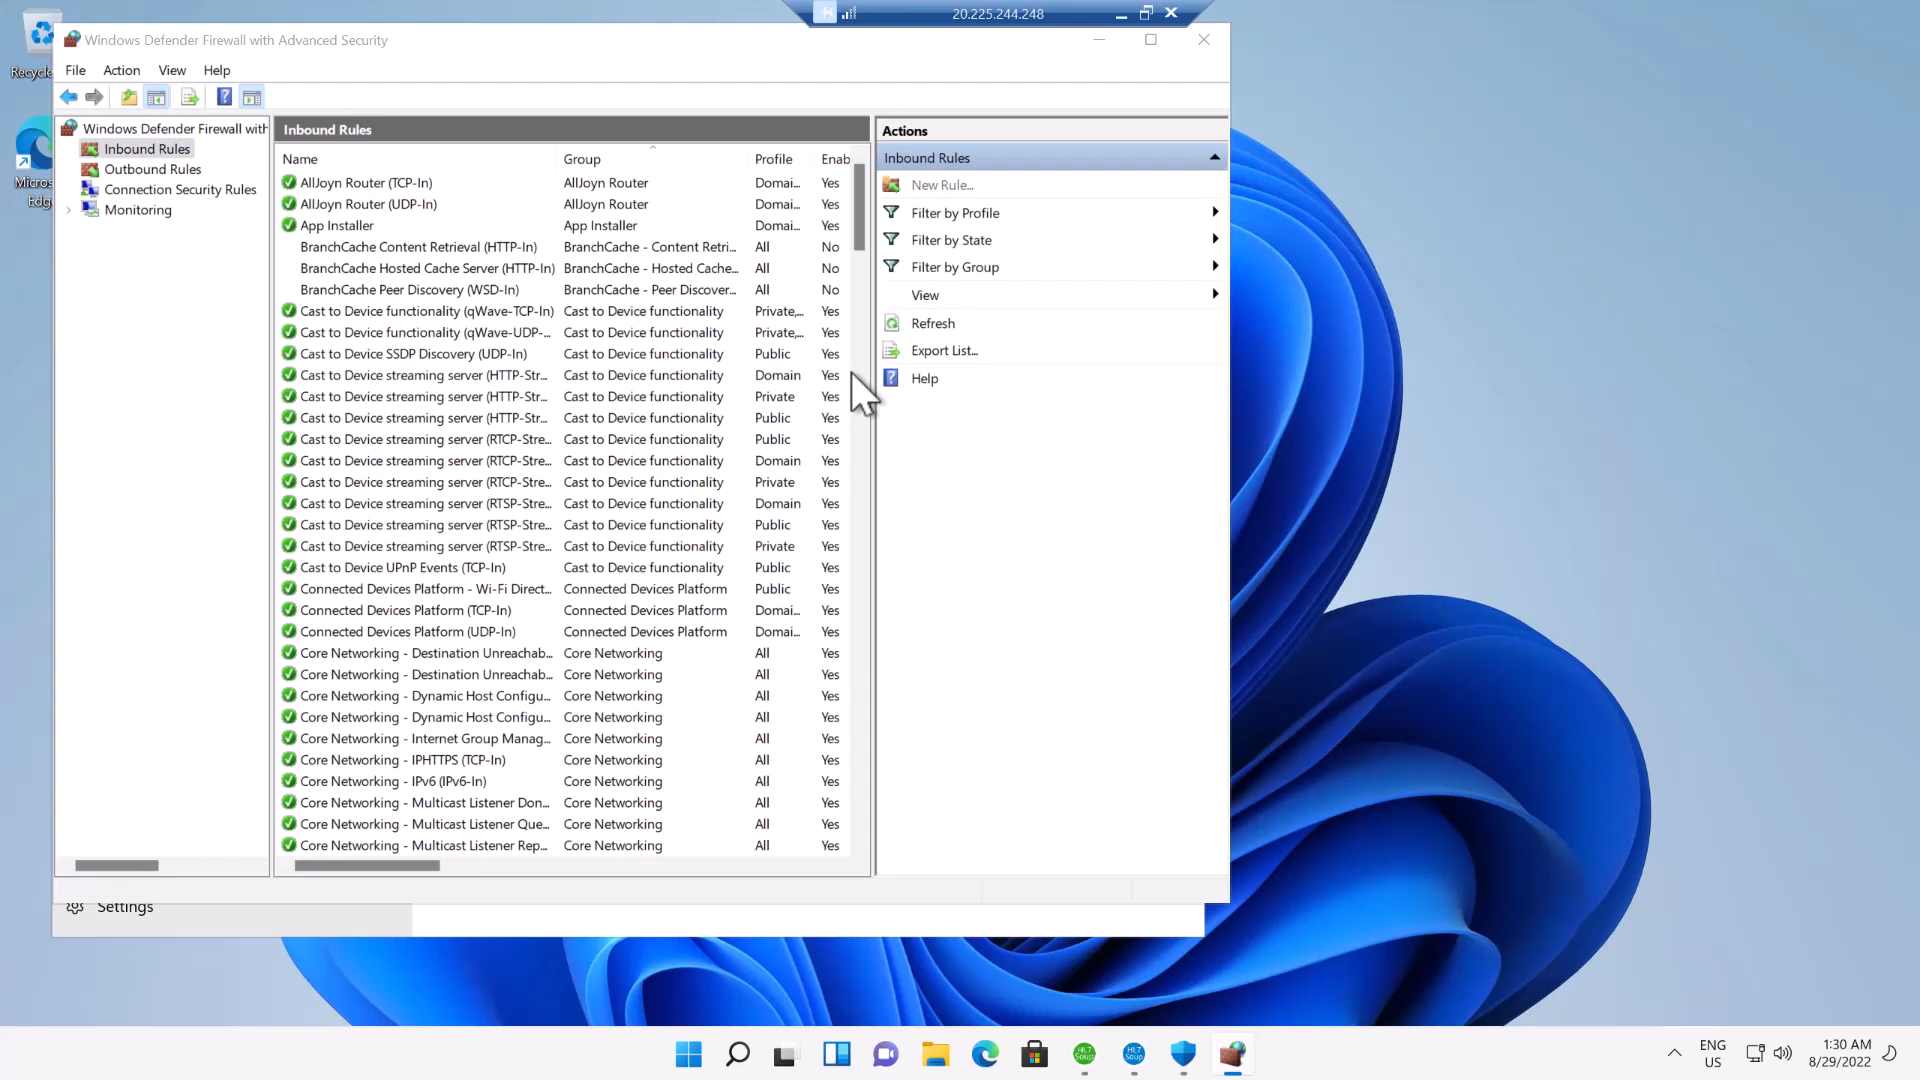 20.225.244.248
Recycle
Micros
Edg
Windows Defender Firewall with Advanced Security
File Action View Help
Windows Defender Firewall with
Inbound Rules
Outbound Rules
Connection Security Rules
Monitoring
Inbound Rules
Name Group Profile Enab
AllJoyn Router (TCP-In) AllJoyn Router Domai... Yes
AllJoyn Router (UDP-In) AllJoyn Router Domai... Yes
App Installer App Installer Domai... Yes
BranchCache Content Retrieval (HTTP-In) BranchCache - Content Retri... All No
BranchCache Hosted Cache Server (HTTP-In) BranchCache - Hosted Cache... All No
BranchCache Peer Discovery (WSD-In) BranchCache - Peer Discover... All No
Cast to Device functionality (qWave-TCP-In) Cast to Device functionality Private,... Yes
Cast to Device functionality (qWave-UDP-... Cast to Device functionality Private,... Yes
Cast to Device SSDP Discovery (UDP-In) Cast to Device functionality Public Yes
Cast to Device streaming server (HTTP-Str... Cast to Device functionality Domain Yes
Cast to Device streaming server (HTTP-Str... Cast to Device functionality Private Yes
Cast to Device streaming server (HTTP-Str... Cast to Device functionality Public Yes
Cast to Device streaming server (RTCP-Stre... Cast to Device functionality Public Yes
Cast to Device streaming server (RTCP-Stre... Cast to Device functionality Domain Yes
Cast to Device streaming server (RTCP-Stre... Cast to Device functionality Private Yes
Cast to Device streaming server (RTSP-Stre... Cast to Device functionality Domain Yes
Cast to Device streaming server (RTSP-Stre... Cast to Device functionality Public Yes
Cast to Device streaming server (RTSP-Stre... Cast to Device functionality Private Yes
Cast to Device UPnP Events (TCP-In) Cast to Device functionality Public Yes
Connected Devices Platform - Wi-Fi Direct... Connected Devices Platform Public Yes
Connected Devices Platform (TCP-In) Connected Devices Platform Domai... Yes
Connected Devices Platform (UDP-In) Connected Devices Platform Domai... Yes
Core Networking - Destination Unreachab... Core Networking All Yes
Core Networking - Destination Unreachab... Core Networking All Yes
Core Networking - Dynamic Host Configu... Core Networking All Yes
Core Networking - Dynamic Host Configu... Core Networking All Yes
Core Networking - Internet Group Manag... Core Networking All Yes
Core Networking - IPHTTPS (TCP-In) Core Networking All Yes
Core Networking - IPv6 (IPv6-In) Core Networking All Yes
Core Networking - Multicast Listener Don... Core Networking All Yes
Core Networking - Multicast Listener Que... Core Networking All Yes
Core Networking - Multicast Listener Rep... Core Networking All Yes
Actions
Inbound Rules
New Rule...
Filter by Profile
Filter by State
Filter by Group
View
Refresh
Export List...
Help
Settings
HL7 Soup
HL7 Soup
ENG
US
1:30 AM
8/29/2022